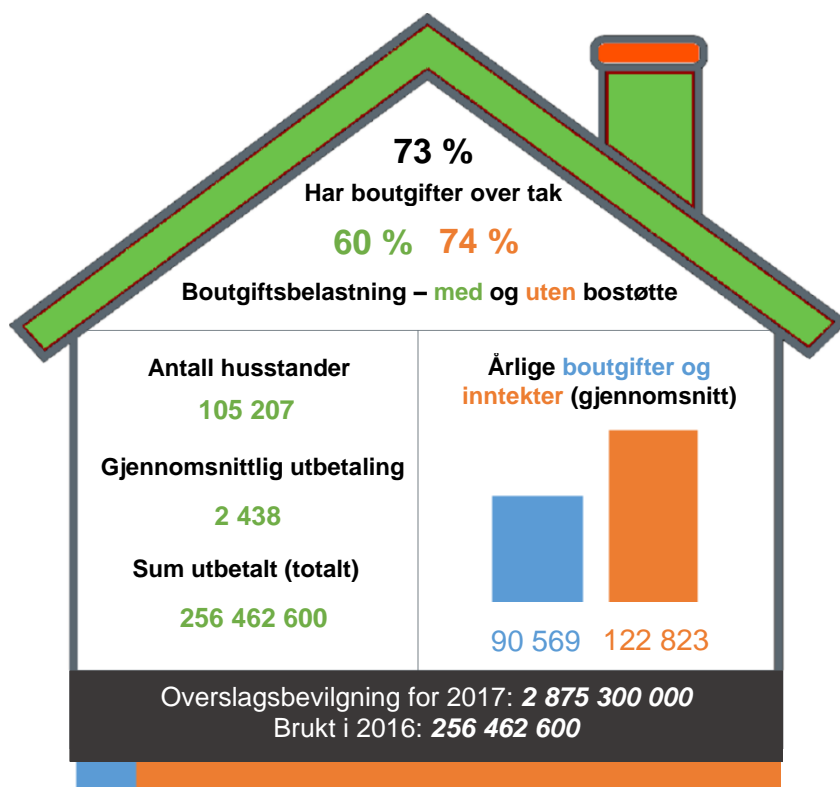 73 %
Har boutgifter over tak
60 % 74 %
Boutgiftsbelastning – med og uten bostøtte
Antall husstander
105 207
Gjennomsnittlig utbetaling
2 438
Sum utbetalt (totalt)
256 462 600
Årlige boutgifter og
inntekter (gjennomsnitt)
90 569 122 823
Overslagsbevilgning for 2017: 2 875 300 000
Brukt i 2016: 256 462 600